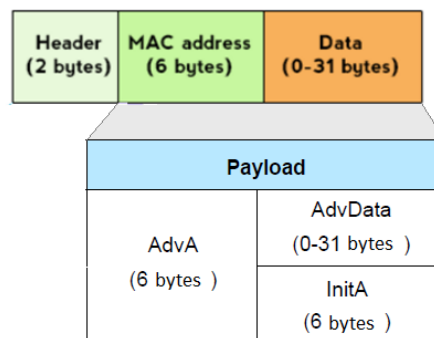 Header
(2 bytes)
MAC address
(6 bytes)
Data
(0-31 bytes)
Payload
AdvA
(6 bytes )
AdvData
(0-31 bytes )
InitA
(6 bytes )